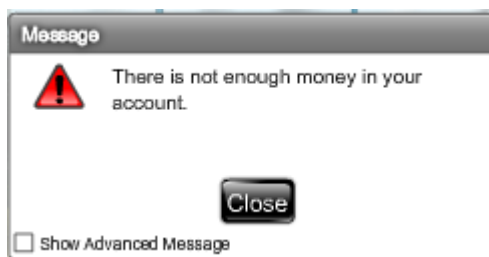 Message
There is not enough money in your
account.
Close
Show Advanced Message